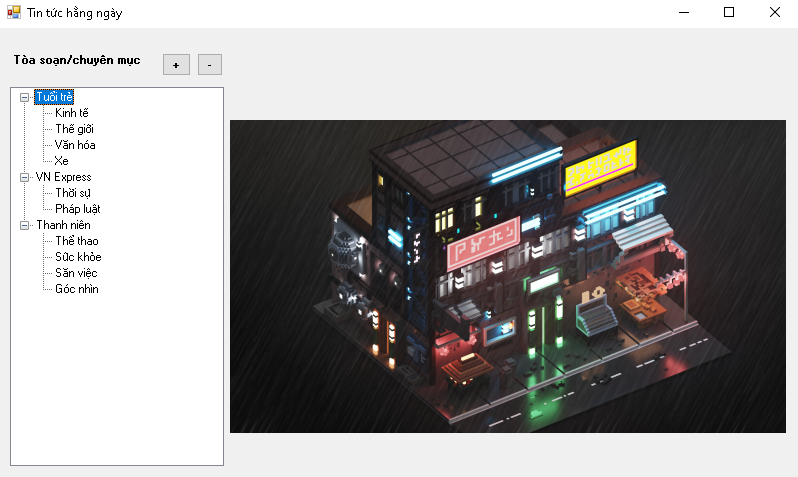 Tin tức hằng ngày
Tòa soạn/chuyên mục
+ -
Tuổi trẻ
Kinh tế
Thế giới
Văn hóa
Xe
VN Express
Thời sự
Pháp luật
Thanh niên
Thể thao
Sức khỏe
Săn việc
Góc nhìn